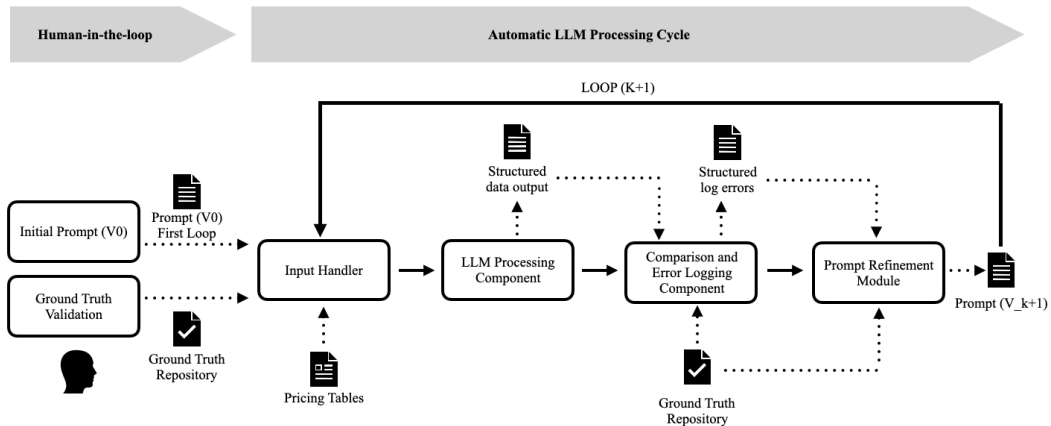 Human-in-the-loop
Automatic LLM Processing Cycle
LOOP (K+1)
Structured
data output
Structured
log errors
Initial Prompt (V0)
Prompt (V0)
First Loop
Input Handler
LLM Processing
Component
Comparison and
Error Logging
Component
Prompt Refinement
Module
Prompt (V_k+1)
Ground Truth
Validation
Ground Truth
Repository
Pricing Tables
Ground Truth
Repository